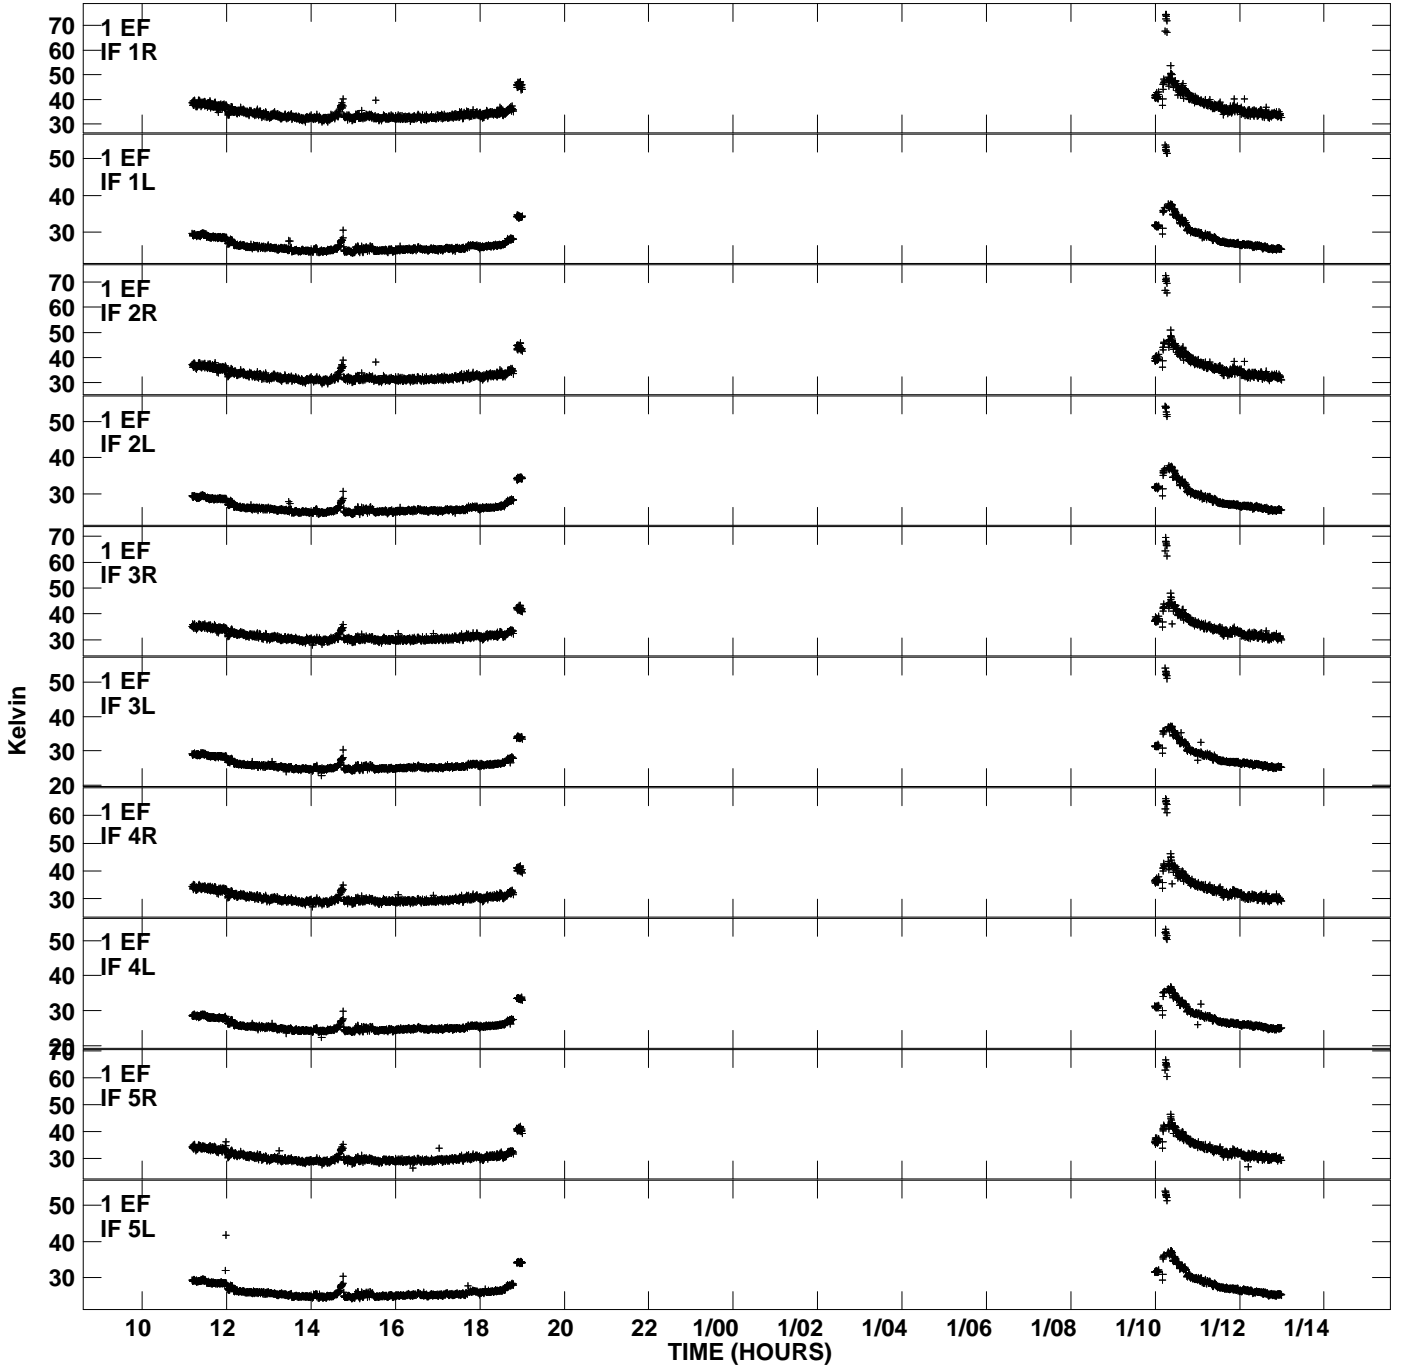 70 1 EF
60 IF 1R
50
40
30
50 1 EF
IF 1L
40
30
70 1 EF
60 IF 2R
50
40
30
50 1 EF
IF 2L
40
30
70 1 EF
60 IF 3R
50
40
30
50 1 EF
IF 3L
40
30
20
Kelvin
60 1 EF
IF 4R
50
40
30
50 1 EF
IF 4L
40
30
20
70
1 EF
60 IF 5R
50
40
30
50 1 EF
IF 5L
40
30
10 12 14 16 18 20 22 1/00 1/02 1/04 1/06 1/08 1/10 1/12 1/14
TIME (HOURS)